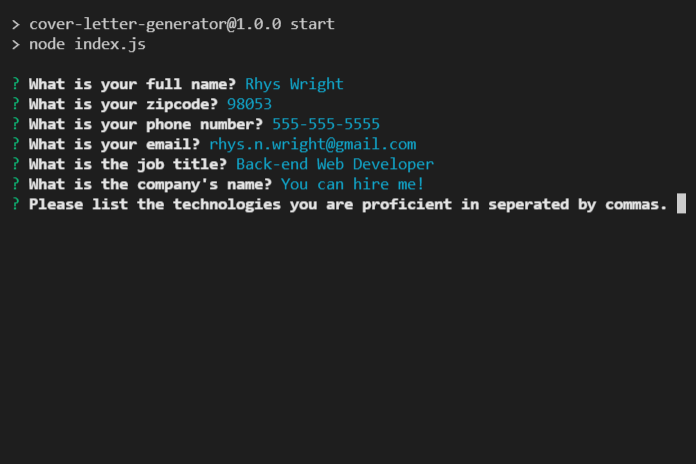 > cover-letter-generator@1.0.0 start
> node index.js
? What is your full name? Rhys Wright
? What is your zipcode? 98053
? What is your phone number? 555-555-5555
? What is your email? rhys.n.wright@gmail.com
? What is the job title? Back-end Web Developer
? What is the company's name? You can hire me!
? Please list the technologies you are proficient in seperated by commas.